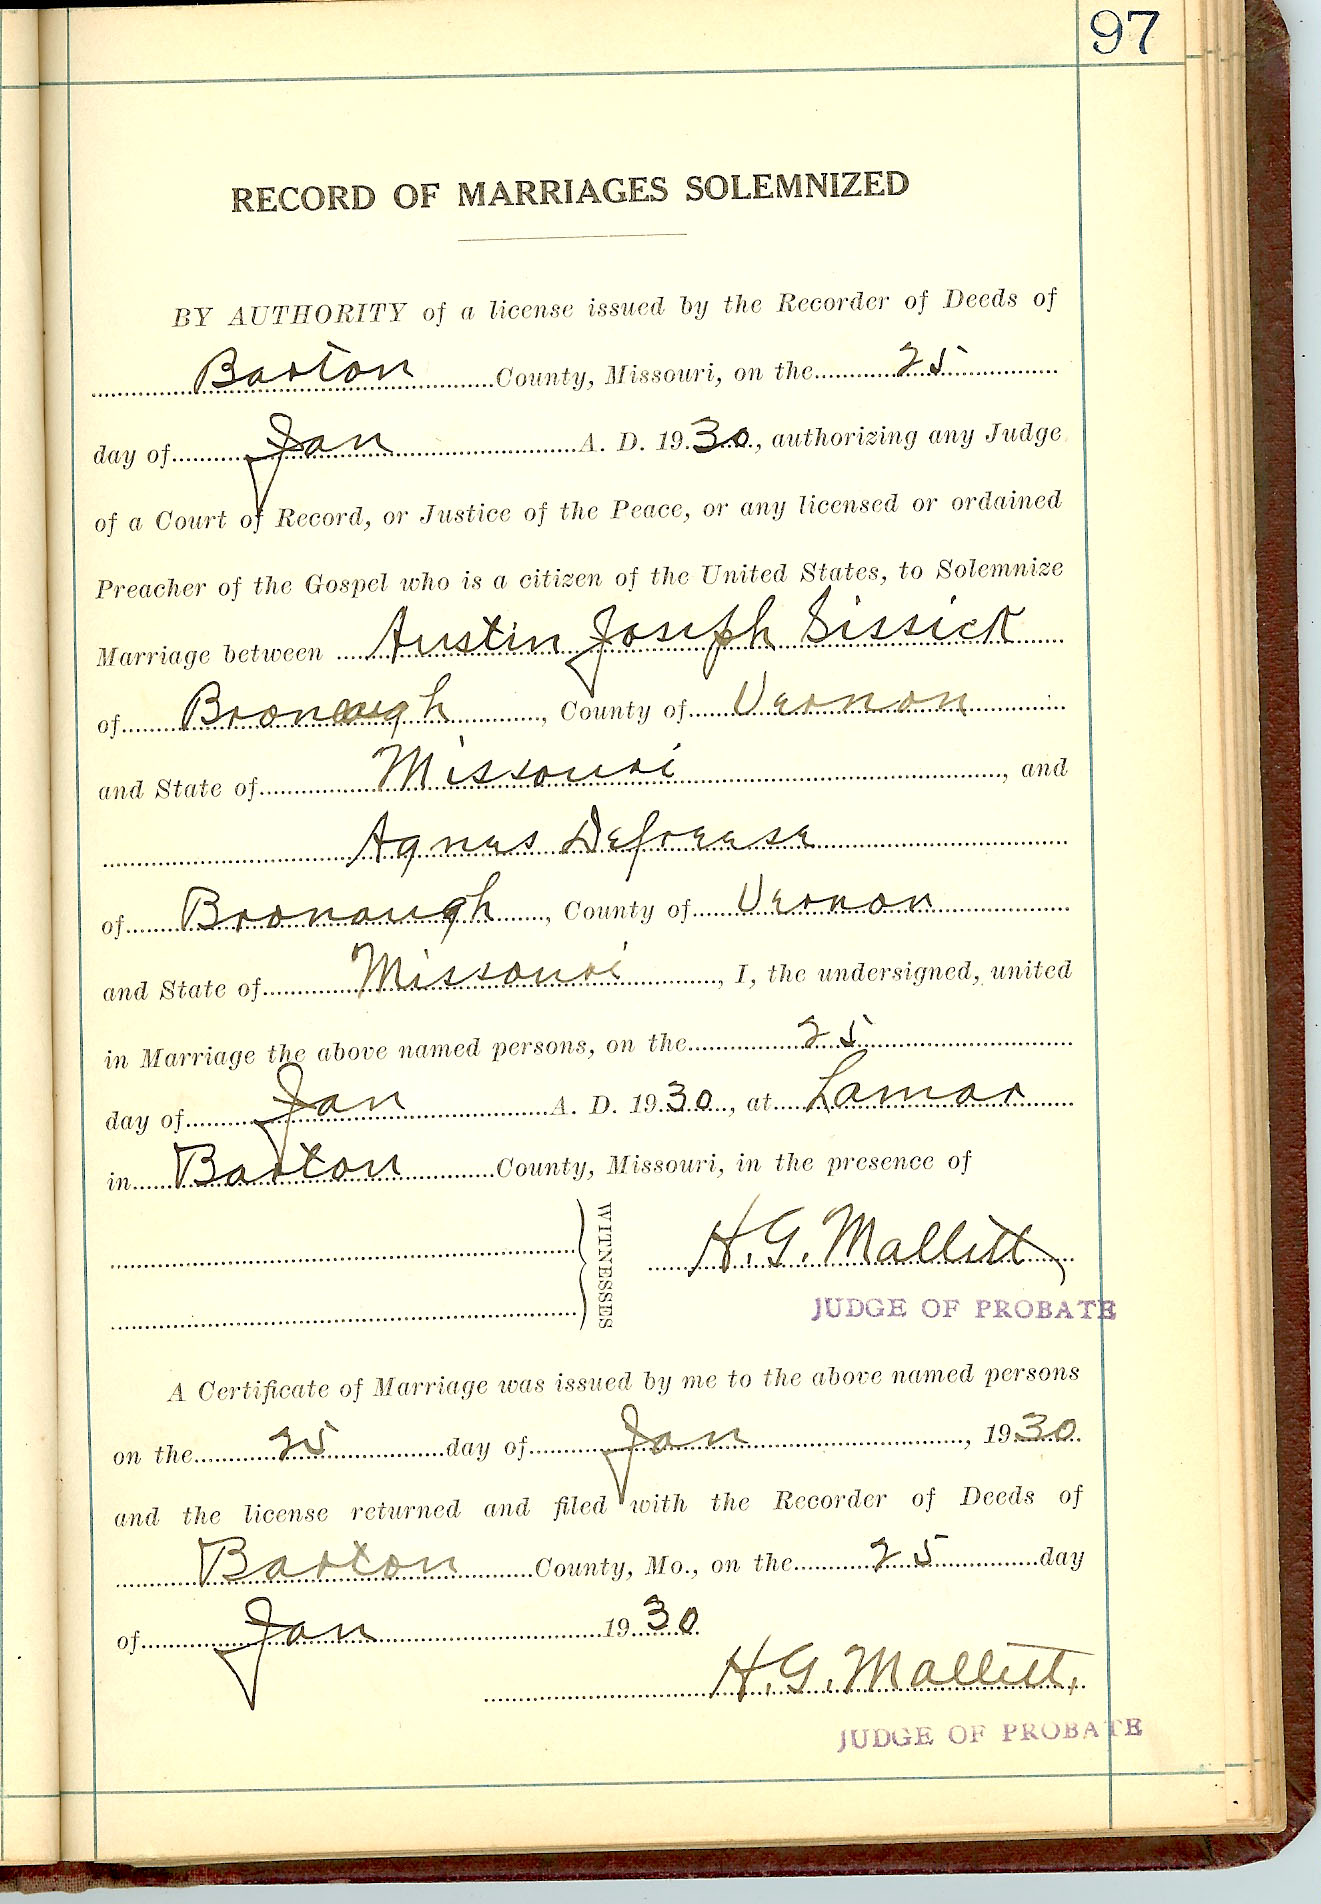 97
RECORD OF MARRIAGES SOLEMNIZED
BY AUTHORITY of a license issued by the Recorder of Deeds of
Barton County, Missouri, on the 25
day of Jan A. D. 1930, authorizing any Judge
of a Court of Record, or Justice of the Peace, or any licensed or ordained
Preacher of the Gospel who is a citizen of the United States, to Solemnize
Marriage between Austin Joseph Sissick
of Bronaugh, County of Vernon
and State of Missouri, and
Agnes Defreese
of Bronaugh, County of Vernon
and State of Missouri, I, the undersigned, united
in Marriage the above named persons, on the 25
day of Jan A. D. 1930, at Lamar
in Barton County, Missouri, in the presence of
WITNESSES
H. G. Mallett
JUDGE OF PROBATE
A Certificate of Marriage was issued by me to the above named persons
on the 25 day of Jan, 1930
and the license returned and filed with the Recorder of Deeds of
Barton County, Mo., on the 25 day
of Jan 1930
H. G. Mallett.
JUDGE OF PROBATE